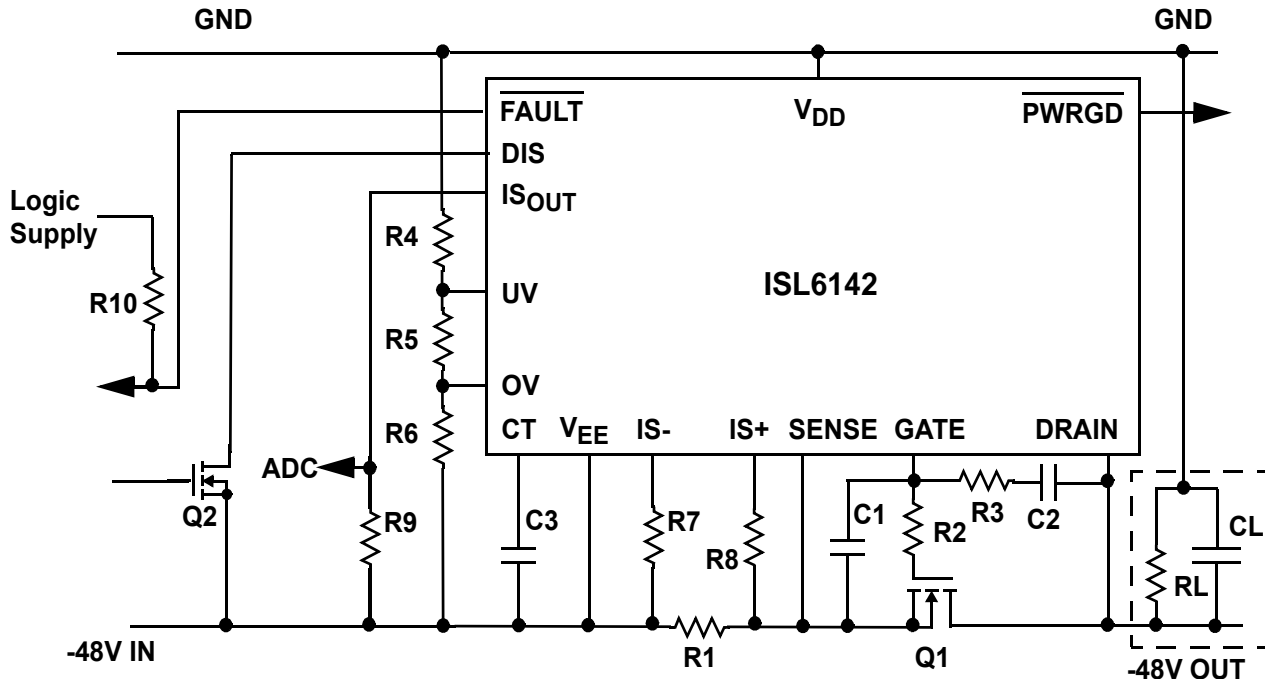 GND
GND
FAULT
VDD
PWRGD
DIS
Logic
Supply
ISOUT
R4
R10
UV
ISL6142
R5
OV
R6
CT
VEE
IS-
IS+
SENSE
GATE
DRAIN
ADC
Q2
R9
C3
R7
R8
C1
R2
R3
C2
CL
RL
-48V IN
R1
Q1
-48V OUT